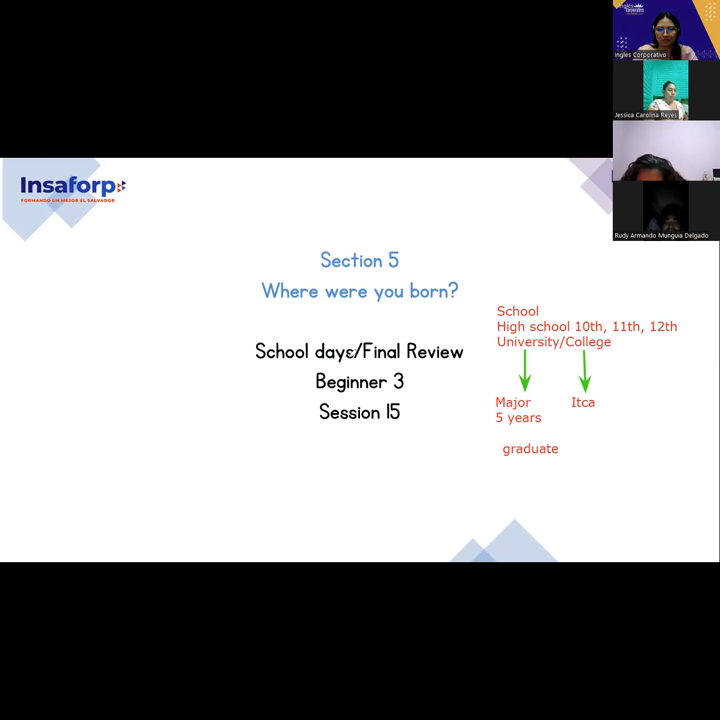 Inglés Corporativo
Jessica Carolina Reyes
Rudy Armando Munguia Delgado
Insaforp
FORMANDO UN MEJOR EL SALVADOR
Section 5
Where were you born?
School days/Final Review
Beginner 3
Session 15
School
High school 10th, 11th, 12th
University/College
Major
Itca
5 years
graduate